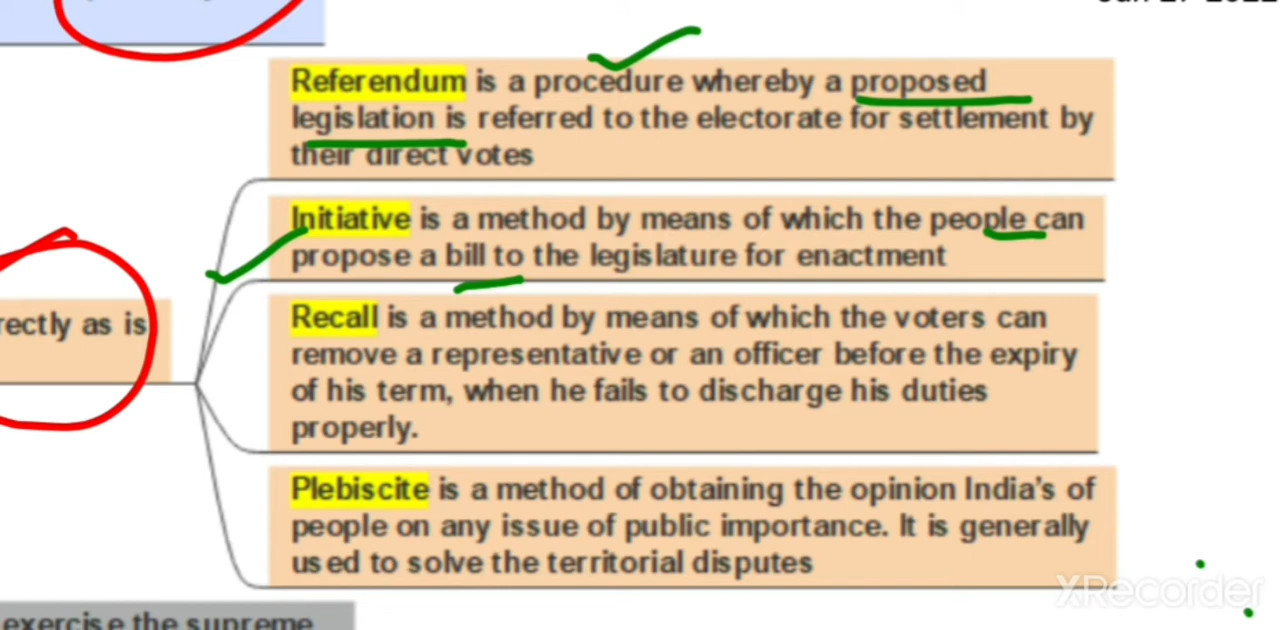 Jun 27 2022
Referendum is a procedure whereby a proposed
legislation is referred to the electorate for settlement by
their direct votes
Initiative is a method by means of which the people can
propose a bill to the legislature for enactment
Recall is a method by means of which the voters can
remove a representative or an officer before the expiry
of his term, when he fails to discharge his duties
properly.
rectly as is
Plebiscite is a method of obtaining the opinion India's of
people on any issue of public importance. It is generally
used to solve the territorial disputes
XRecorder
exercise the supreme